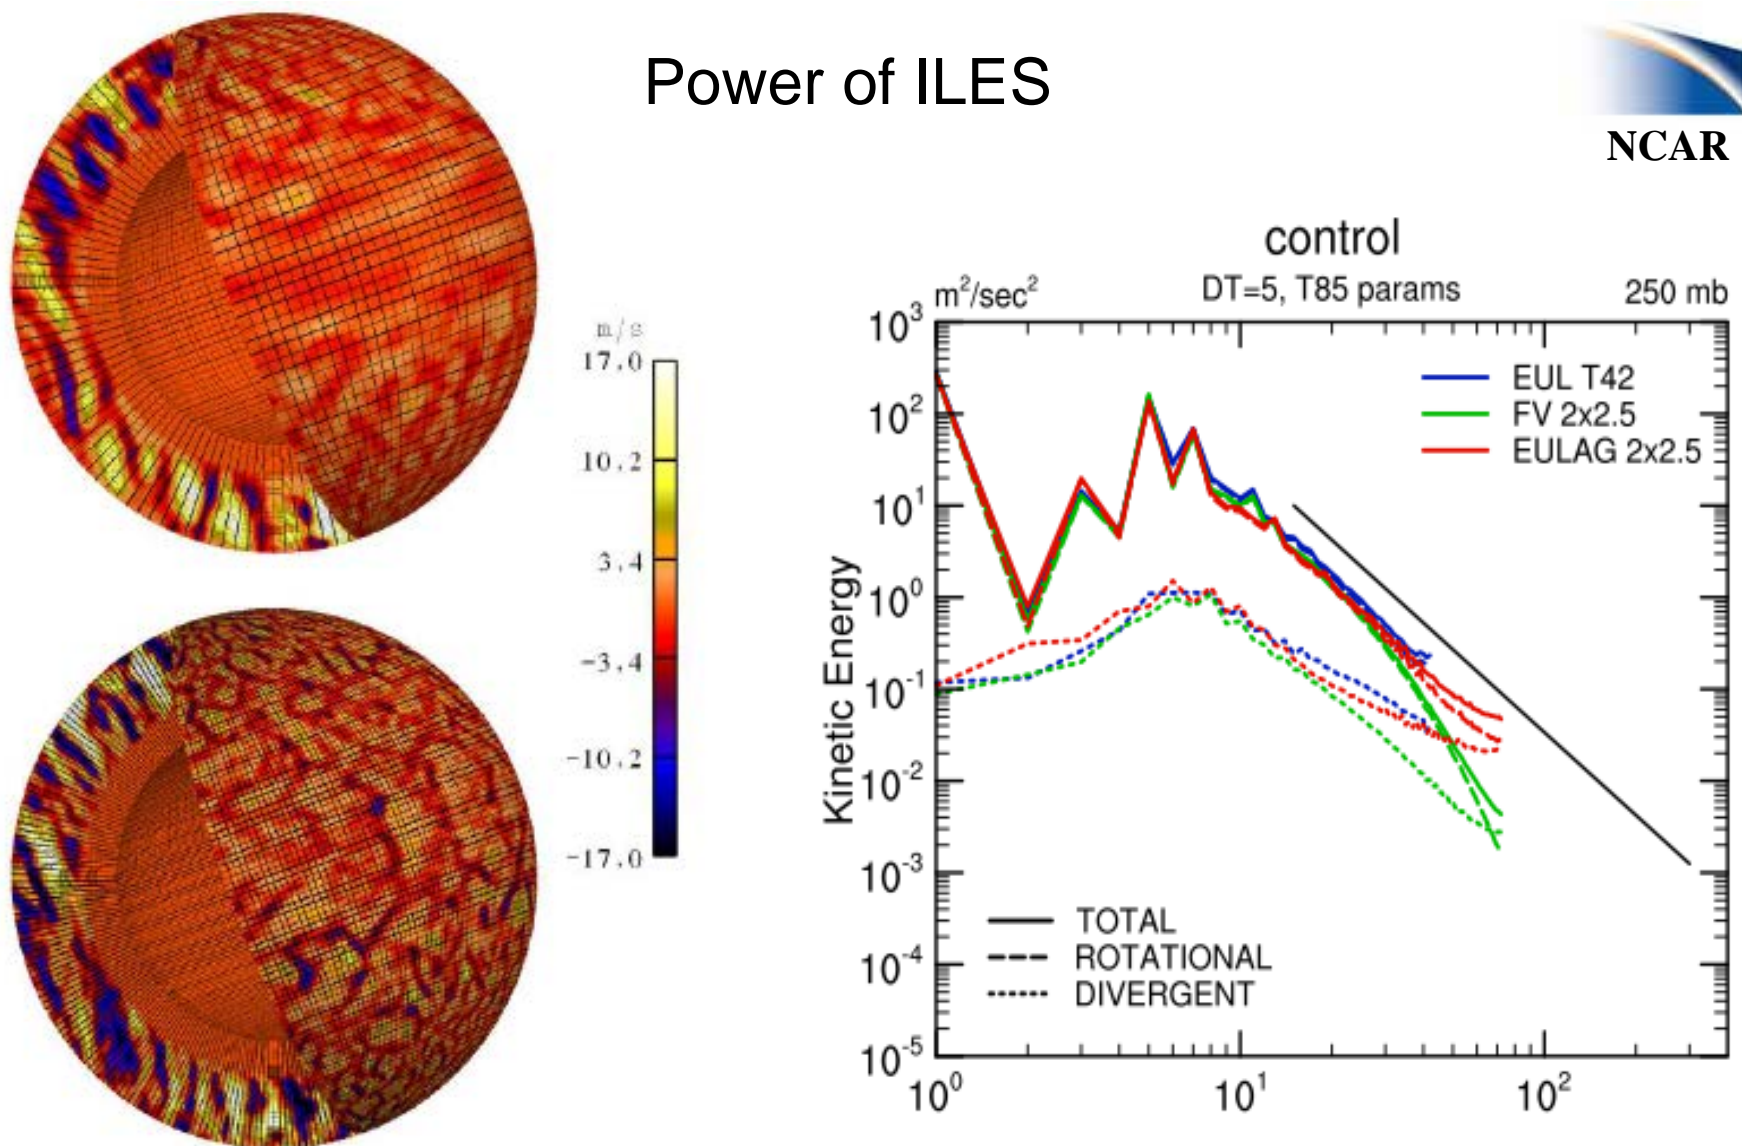 Power of ILES
NCAR
m/s
17.0
10.2
3.4
-3.4
-10.2
-17.0
control
m²/sec²
DT=5, T85 params
250 mb
10³
10²
10¹
10⁰
10⁻¹
10⁻²
10⁻³
10⁻⁴
10⁻⁵
Kinetic Energy
EUL T42
FV 2x2.5
EULAG 2x2.5
TOTAL
ROTATIONAL
DIVERGENT
10⁰
10¹
10²